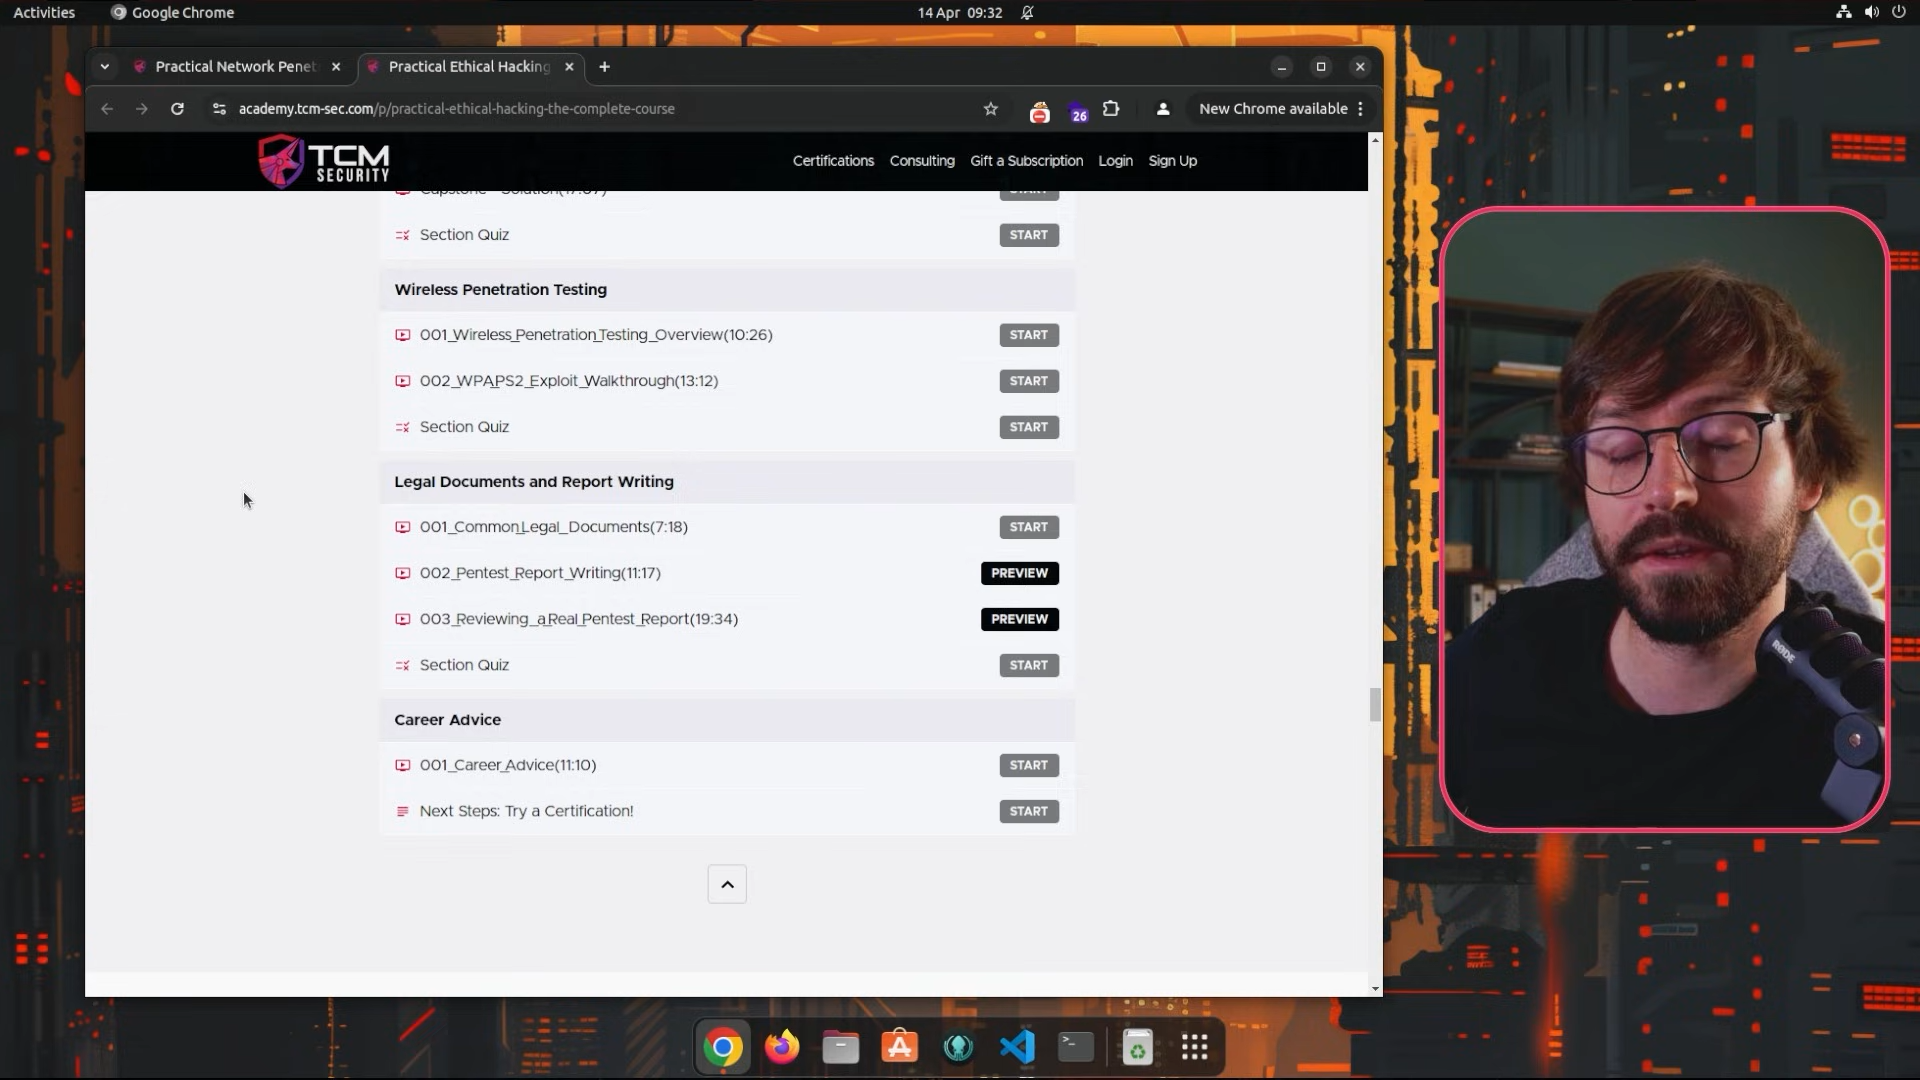 Activities
Google Chrome
14 Apr 09:32
Practical Network Penet
Practical Ethical Hacking
academy.tcm-sec.com/p/practical-ethical-hacking-the-complete-course
26
New Chrome available
TCM
SECURITY
Certifications
Consulting
Gift a Subscription
Login
Sign Up
Section Quiz
START
Wireless Penetration Testing
001_Wireless_Penetration_Testing_Overview(10:26)
START
002_WPA_PS2_Exploit_Walkthrough(13:12)
START
Section Quiz
START
Legal Documents and Report Writing
001_Common_Legal_Documents(7:18)
START
002_Pentest_Report_Writing(11:17)
PREVIEW
003_Reviewing_a_Real_Pentest_Report(19:34)
PREVIEW
Section Quiz
START
Career Advice
001_Career_Advice(11:10)
START
Next Steps: Try a Certification!
START
RØDE